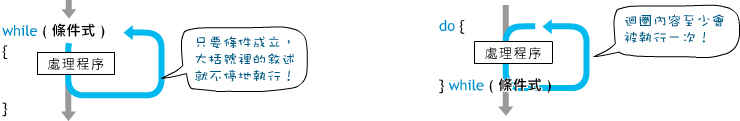 while ( 條件式 )
{
處理程序
}
只要條件成立，
大括號裡的敘述
就不停地執行！
do {
處理程序
} while ( 條件式 )
迴圈內容至少會
被執行一次！